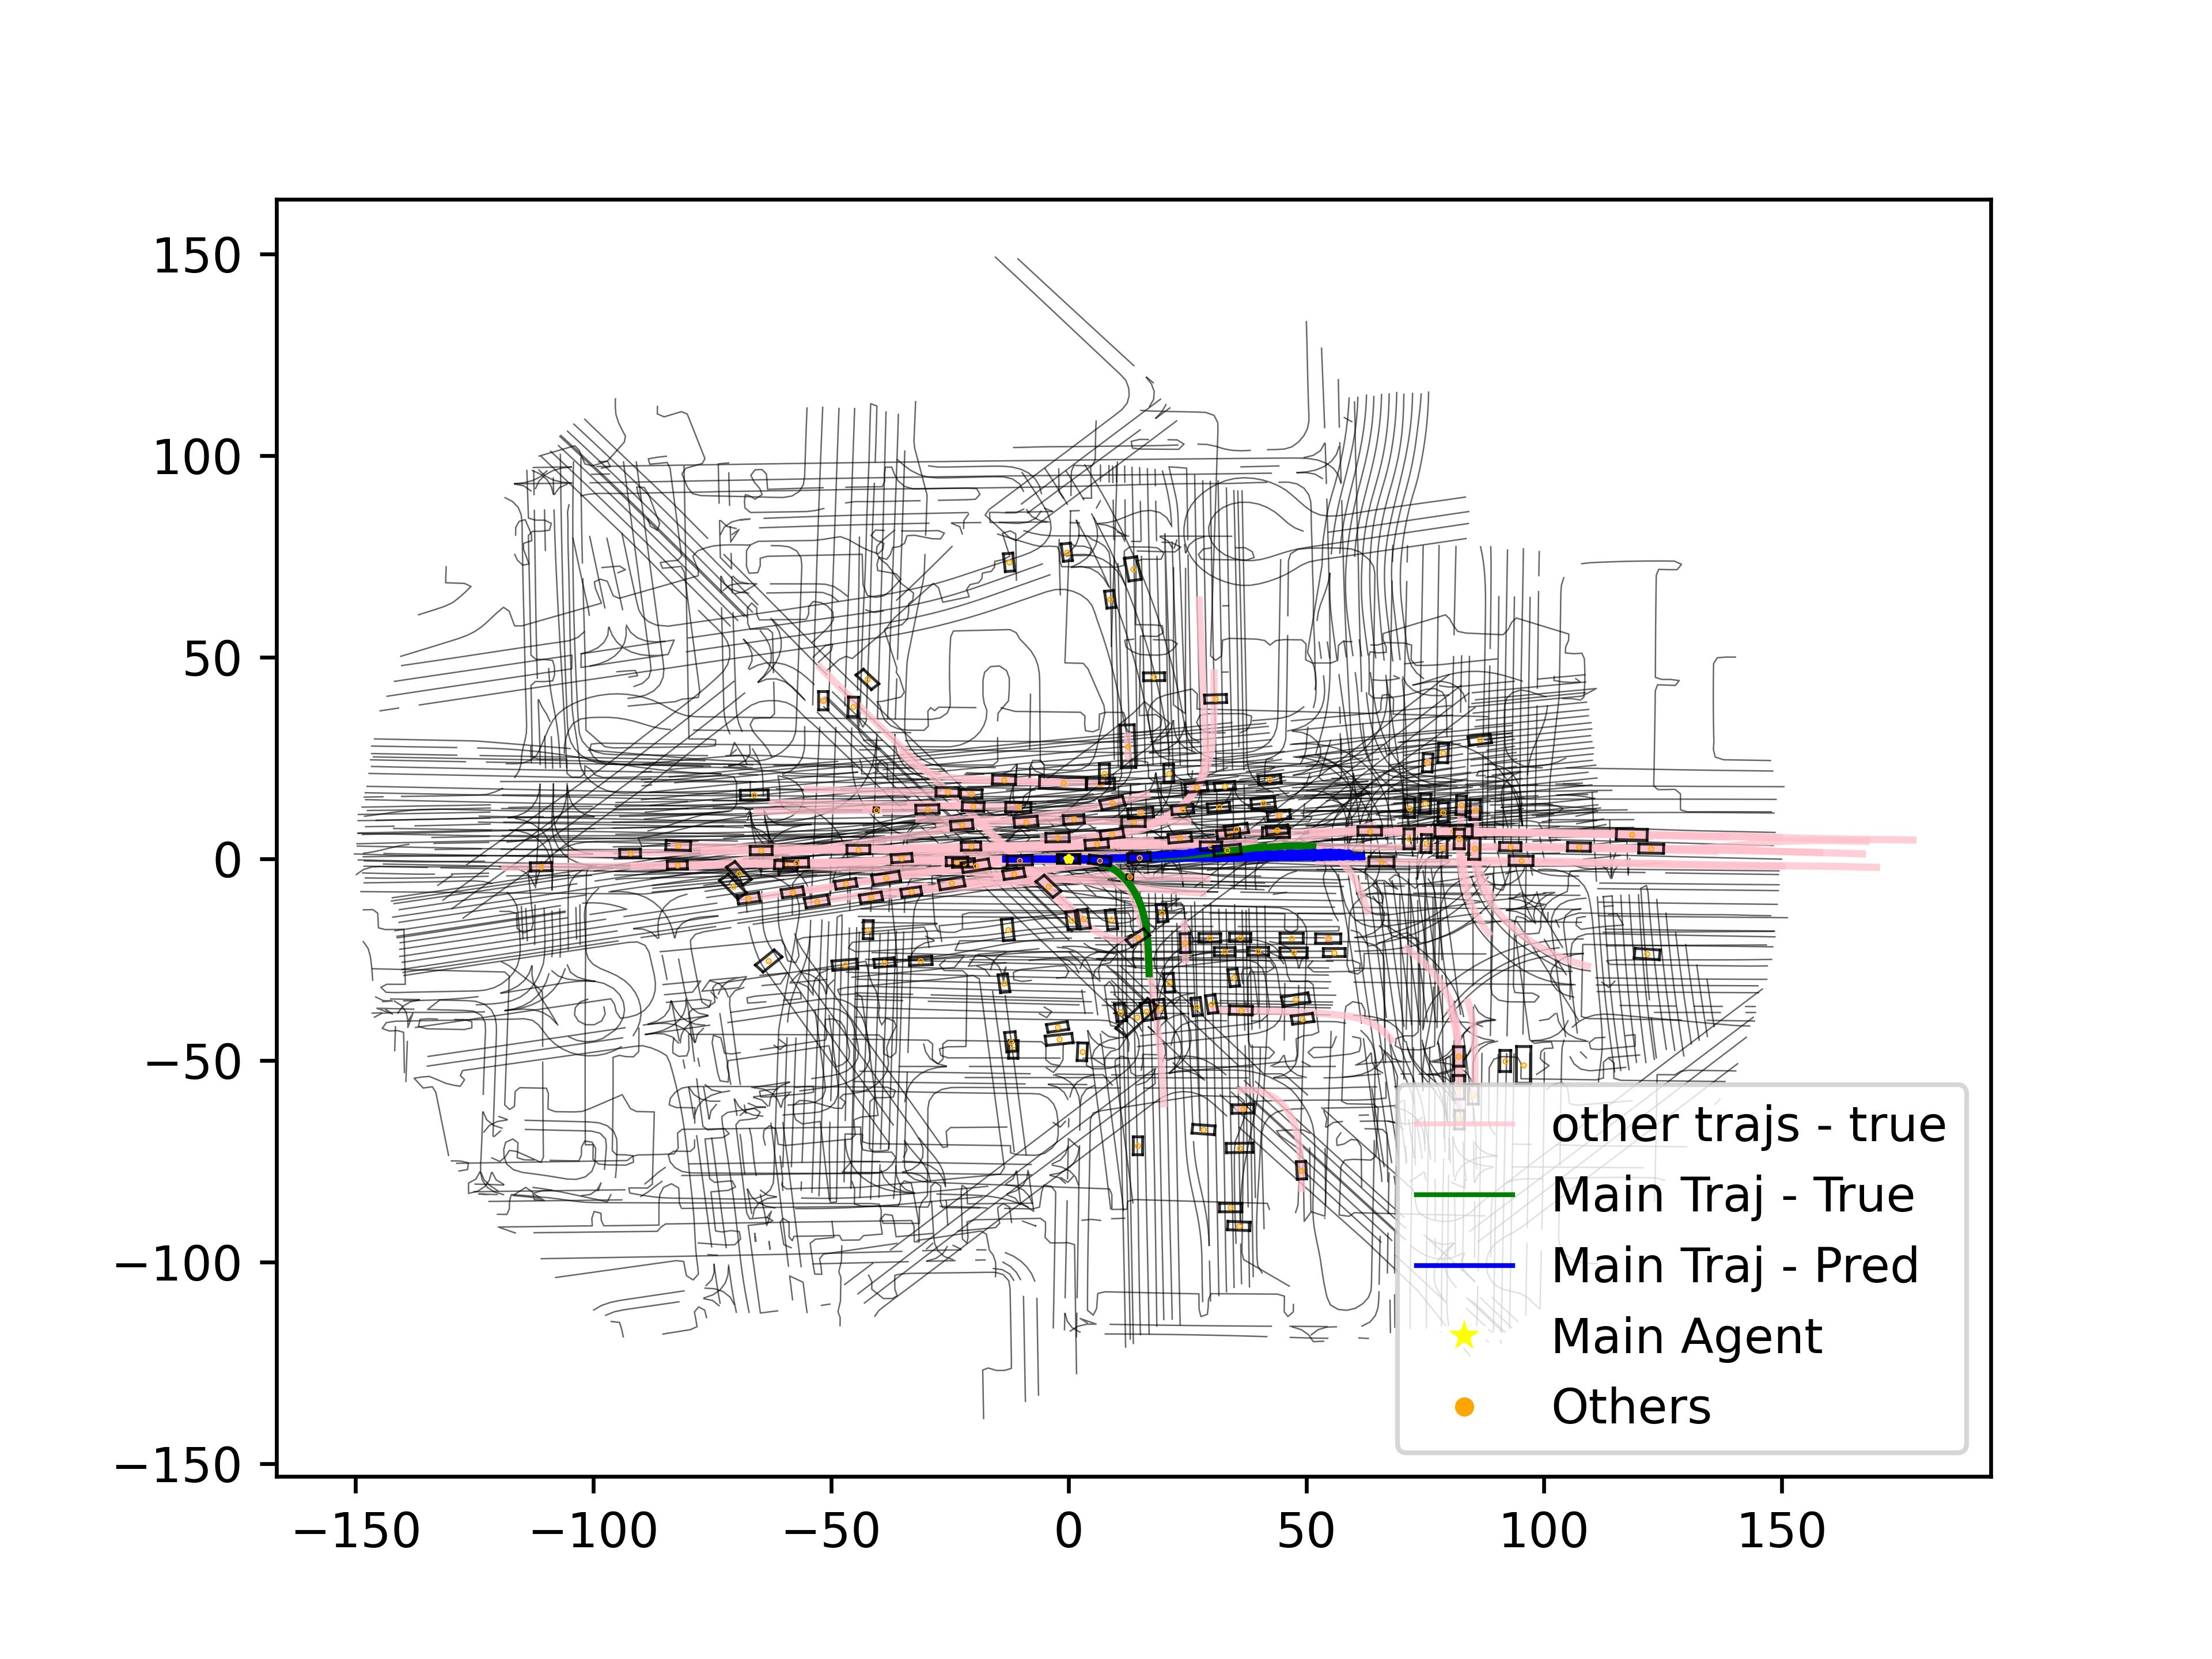 150
100
50
0
−50
−100
−150
−150
−100
−50
0
50
100
150
other trajs - true
Main Traj - True
Main Traj - Pred
Main Agent
Others